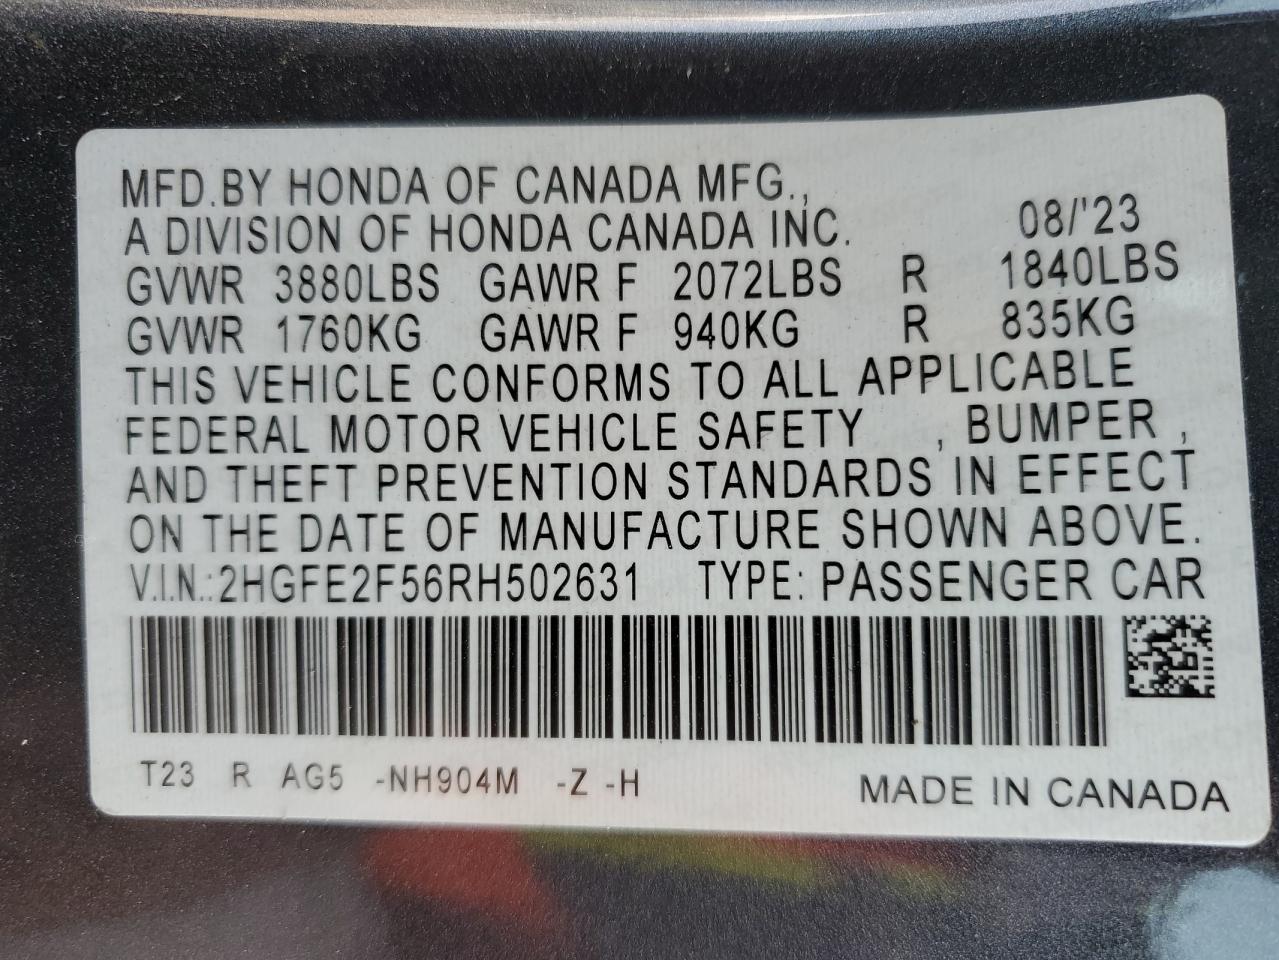 MFD.BY HONDA OF CANADA MFG.,
A DIVISION OF HONDA CANADA INC. 08/'23
GVWR 3880LBS GAWR F 2072LBS R 1840LBS
GVWR 1760KG GAWR F 940KG R 835KG
THIS VEHICLE CONFORMS TO ALL APPLICABLE
FEDERAL MOTOR VEHICLE SAFETY , BUMPER ,
AND THEFT PREVENTION STANDARDS IN EFFECT
ON THE DATE OF MANUFACTURE SHOWN ABOVE.
V.I.N.:2HGFE2F56RH502631 TYPE: PASSENGER CAR
T23 R AG5 -NH904M -Z -H MADE IN CANADA